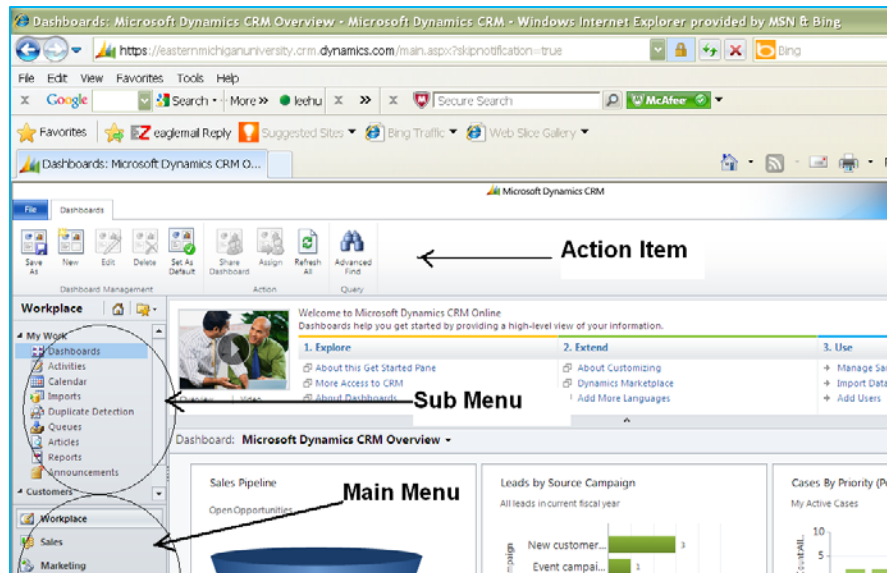 Dashboards: Microsoft Dynamics CRM Overview - Microsoft Dynamics CRM - Windows Internet Explorer provided by MSN & Bing
https://easternmichiganuniversity.crm.dynamics.com/main.aspx?skipnotification=true
Bing
File Edit View Favorites Tools Help
x Google Search More >> leehu x >> x Secure Search McAfee
Favorites eaglemail Reply Suggested Sites Bing Traffic Web Slice Gallery
Dashboards: Microsoft Dynamics CRM O...
Microsoft Dynamics CRM
File Dashboards
Save As New Edit Delete Set As Default Share Dashboard Assign Refresh All Advanced Find
Action Item
Dashboard Management Action Query
Workplace
Welcome to Microsoft Dynamics CRM Online
Dashboards help you get started by providing a high-level view of your information.
My Work
1. Explore 2. Extend 3. Use
Dashboards
Activities
Calendar
Imports
Duplicate Detection
Queues
Articles
Reports
Announcements
Customers
About this Get Started Pane About Customizing Manage Sa
More Access to CRM Dynamics Marketplace Import Data
Overview Video About Dashboards Add More Languages Add Users
Sub Menu
Dashboard: Microsoft Dynamics CRM Overview
Sales Pipeline Leads by Source Campaign Cases By Priority (Pe
Main Menu
Open Opportunities All leads in current fiscal year My Active Cases
Workplace
Sales
Marketing
New customer... 3
Event campai... 1
10
5